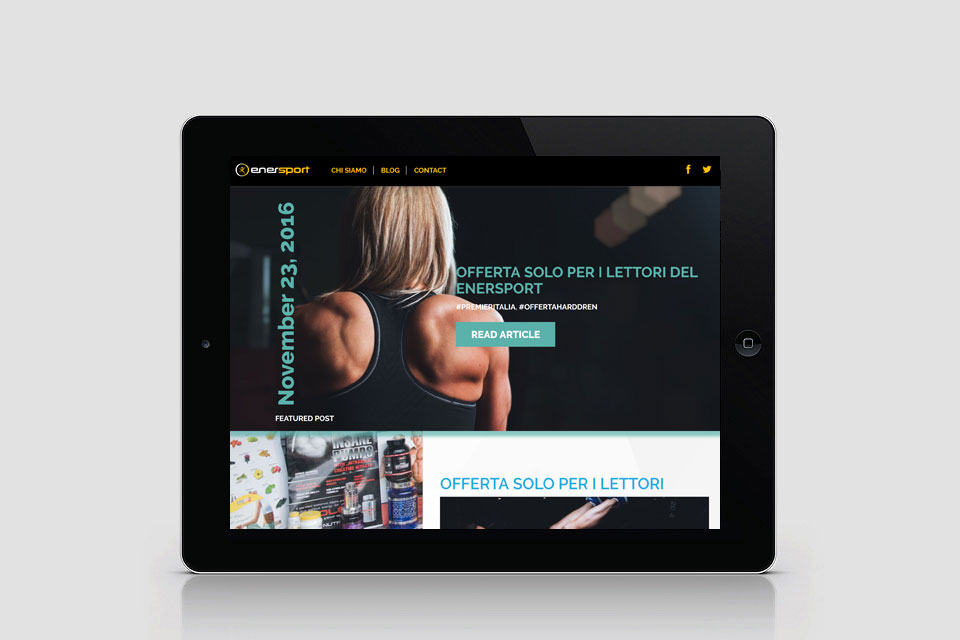 enersport
CHI SIAMO
BLOG
CONTACT
November 23, 2016
OFFERTA SOLO PER I LETTORI DEL
ENERSPORT
#PREMIERITALIA, #OFFERTAHARDDREN
READ ARTICLE
FEATURED POST
INSANE
PUMPS
OFFERTA SOLO PER I LETTORI